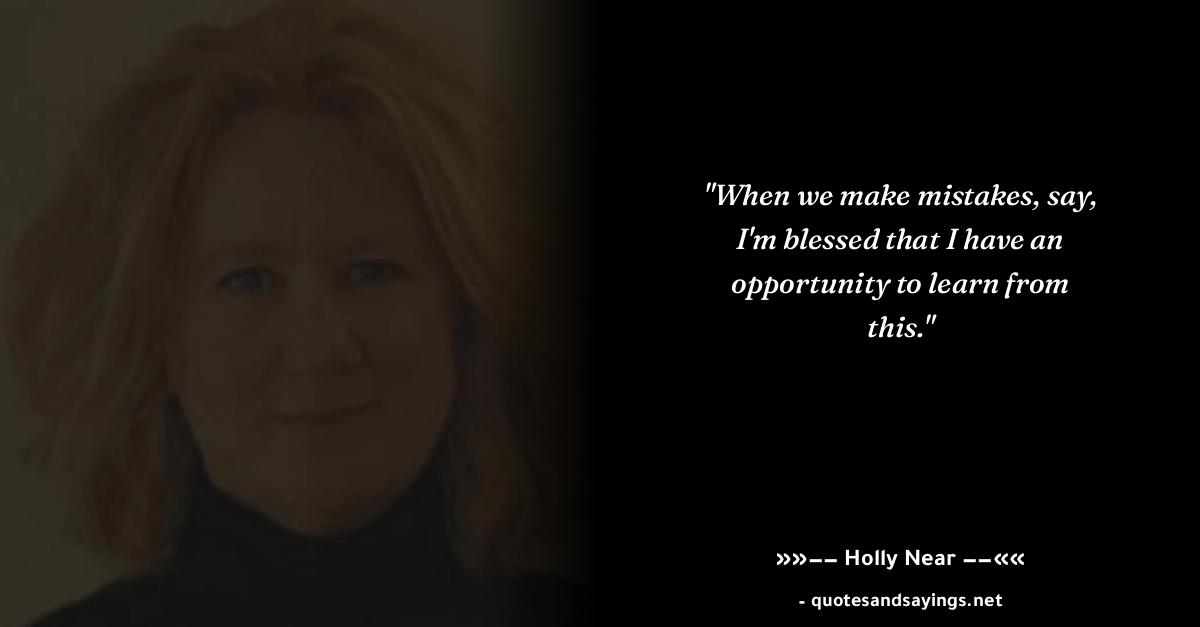 "When we make mistakes, say,
I'm blessed that I have an
opportunity to learn from
this."
»»−− Holly Near −−««
- quotesandsayings.net